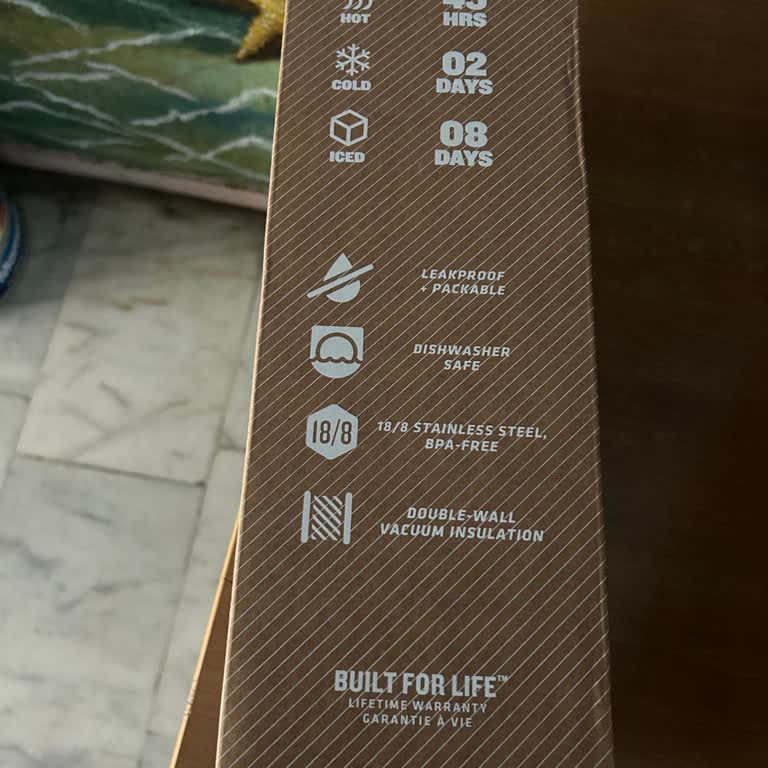 HOT
45
HRS
COLD
02
DAYS
ICED
08
DAYS
LEAKPROOF
+ PACKABLE
DISHWASHER
SAFE
18/8
18/8 STAINLESS STEEL,
BPA-FREE
DOUBLE-WALL
VACUUM INSULATION
BUILT FOR LIFE™
LIFETIME WARRANTY
GARANTIE À VIE